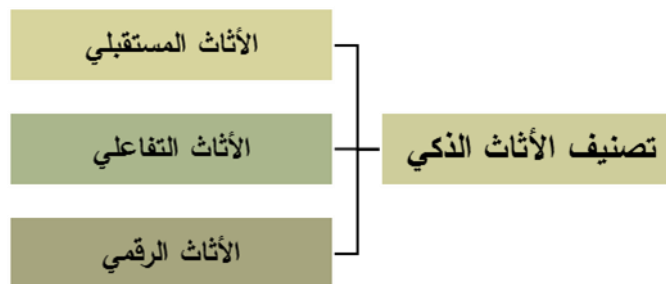 تصنيف الأثاث الذكي
الأثاث المستقبلي
الأثاث التفاعلي
الأثاث الرقمي